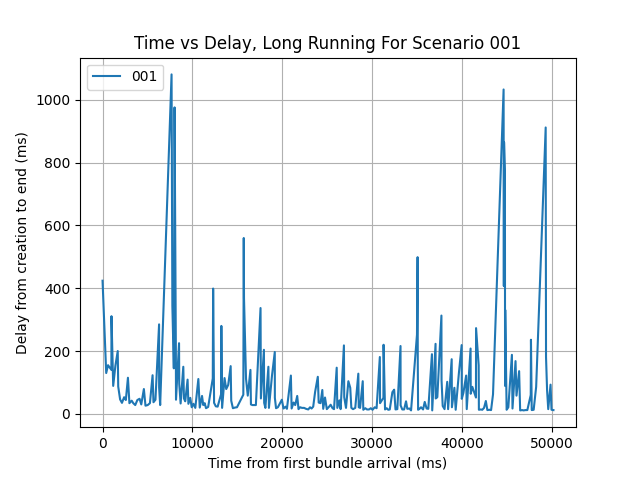 Time vs Delay, Long Running For Scenario 001
001
Delay from creation to end (ms)
1000
800
600
400
200
0
0 10000 20000 30000 40000 50000
Time from first bundle arrival (ms)